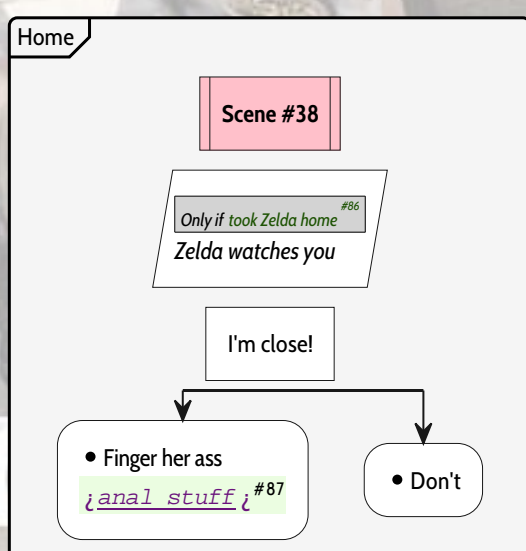 Home
Scene #38
#86
Only if took Zelda home
Zelda watches you
I'm close!
• Finger her ass
¿anal stuff¿ #87
• Don't